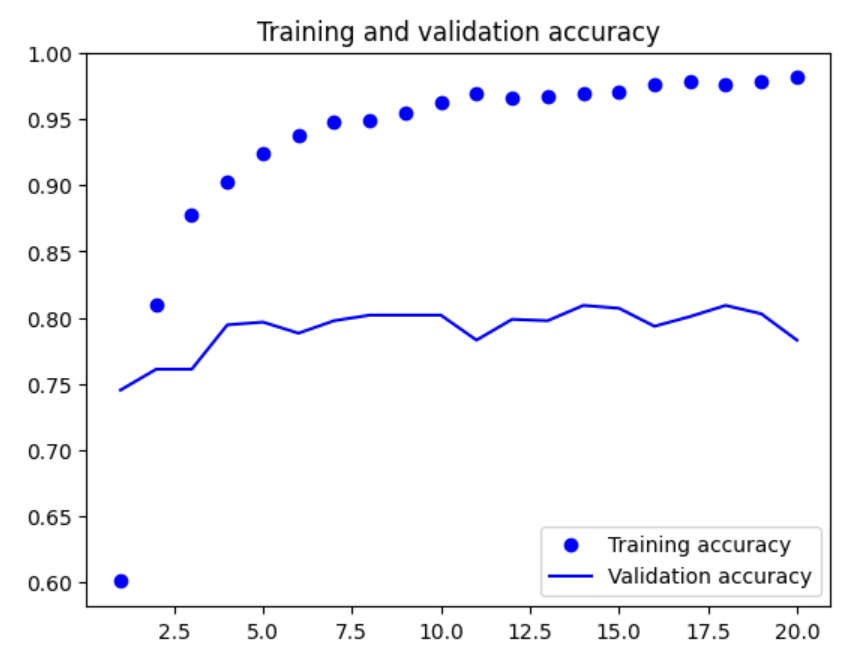 Training and validation accuracy
1.00
0.95
0.90
0.85
0.80
0.75
0.70
0.65
0.60
Training accuracy
Validation accuracy
2.5 5.0 7.5 10.0 12.5 15.0 17.5 20.0